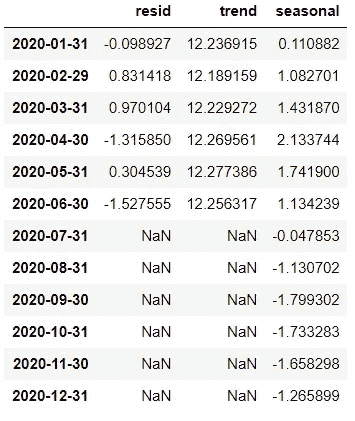 resid trend seasonal
2020-01-31 -0.098927 12.236915 0.110882
2020-02-29 0.831418 12.189159 1.082701
2020-03-31 0.970104 12.229272 1.431870
2020-04-30 -1.315850 12.269561 2.133744
2020-05-31 0.304539 12.277386 1.741900
2020-06-30 -1.527555 12.256317 1.134239
2020-07-31 NaN NaN -0.047853
2020-08-31 NaN NaN -1.130702
2020-09-30 NaN NaN -1.799302
2020-10-31 NaN NaN -1.733283
2020-11-30 NaN NaN -1.658298
2020-12-31 NaN NaN -1.265899